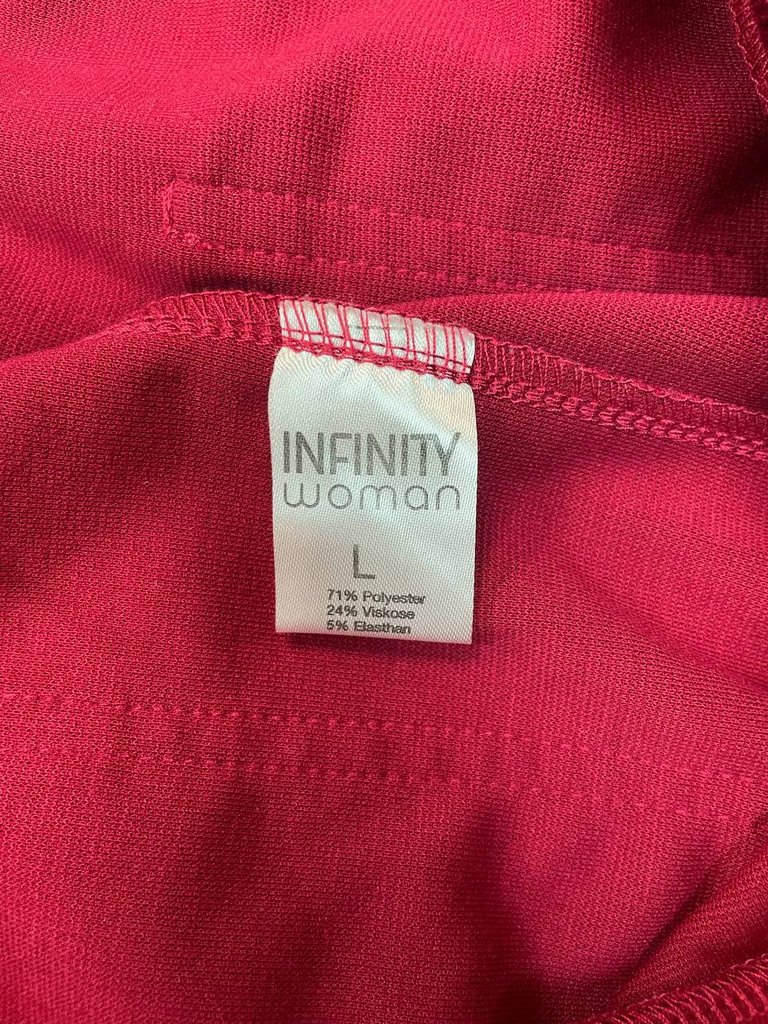 INFINITY
woman
L
71% Polyester
24% Viskose
5% Elasthan